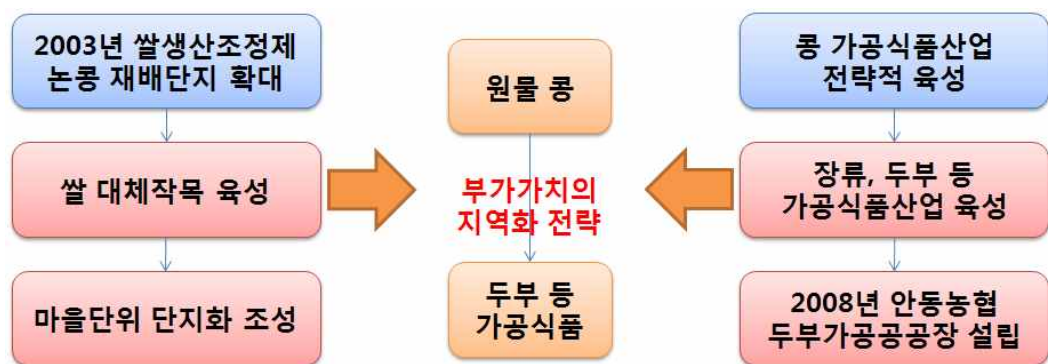 2003년 쌀생산조정제
논콩 재배단지 확대
쌀 대체작목 육성
마을단위 단지화 조성
원물 콩
부가가치의
지역화 전략
두부 등
가공식품
콩 가공식품산업
전략적 육성
장류, 두부 등
가공식품산업 육성
2008년 안동농협
두부가공공공장 설립